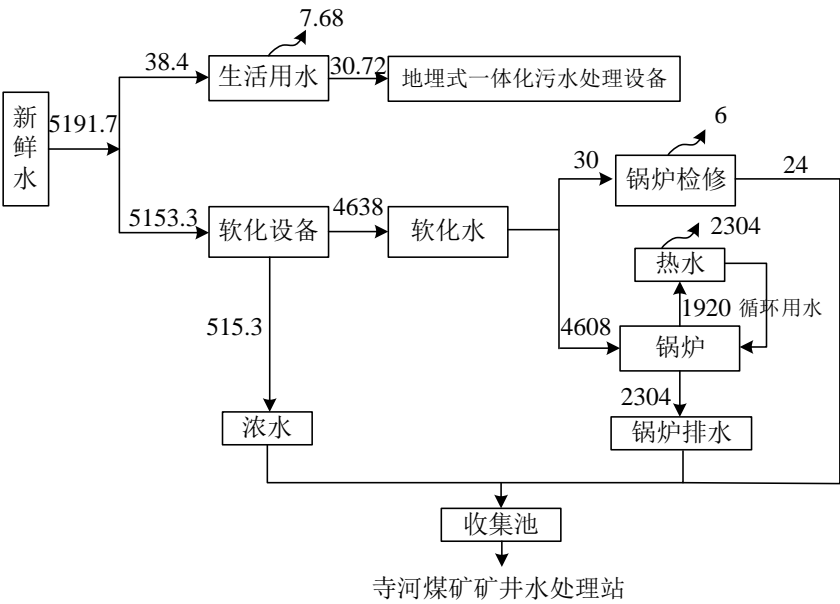 7.68
38.4
生活用水
30.72
地埋式一体化污水处理设备
新
鲜
水
5191.7
6
30
锅炉检修
24
5153.3
软化设备
4638
软化水
2304
热水
515.3
1920 循环用水
4608
锅炉
2304
浓水
锅炉排水
收集池
寺河煤矿矿井水处理站